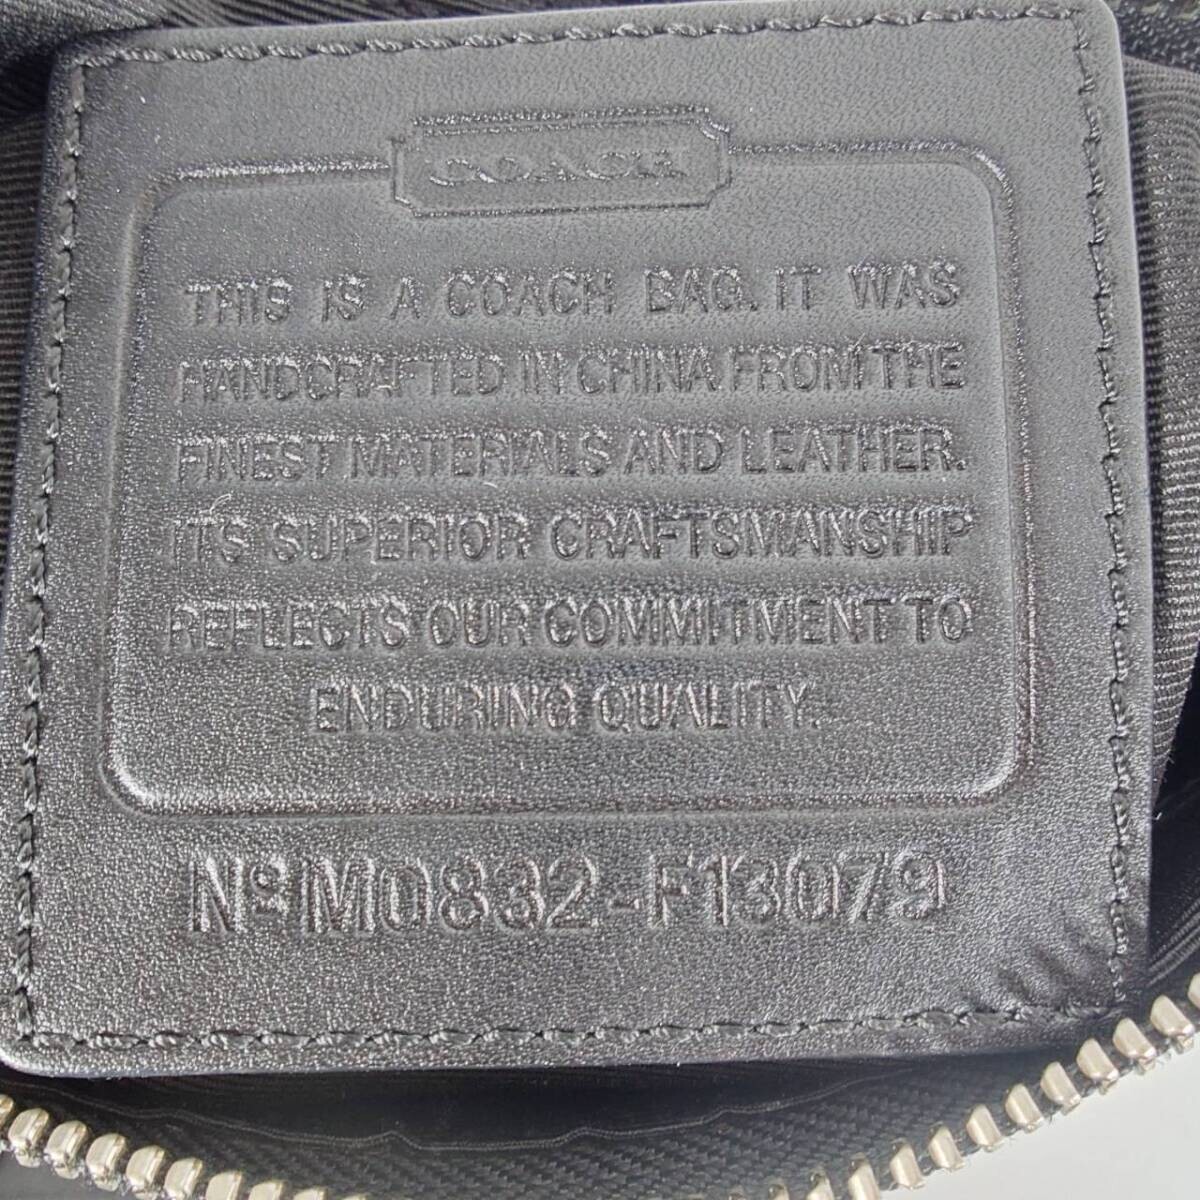 COACH
THIS IS A COACH BAG. IT WAS
HANDCRAFTED IN CHINA FROM THE
FINEST MATERIALS AND LEATHER.
ITS SUPERIOR CRAFTSMANSHIP
REFLECTS OUR COMMITMENT TO
ENDURING QUALITY.
Nº M0832-F13079